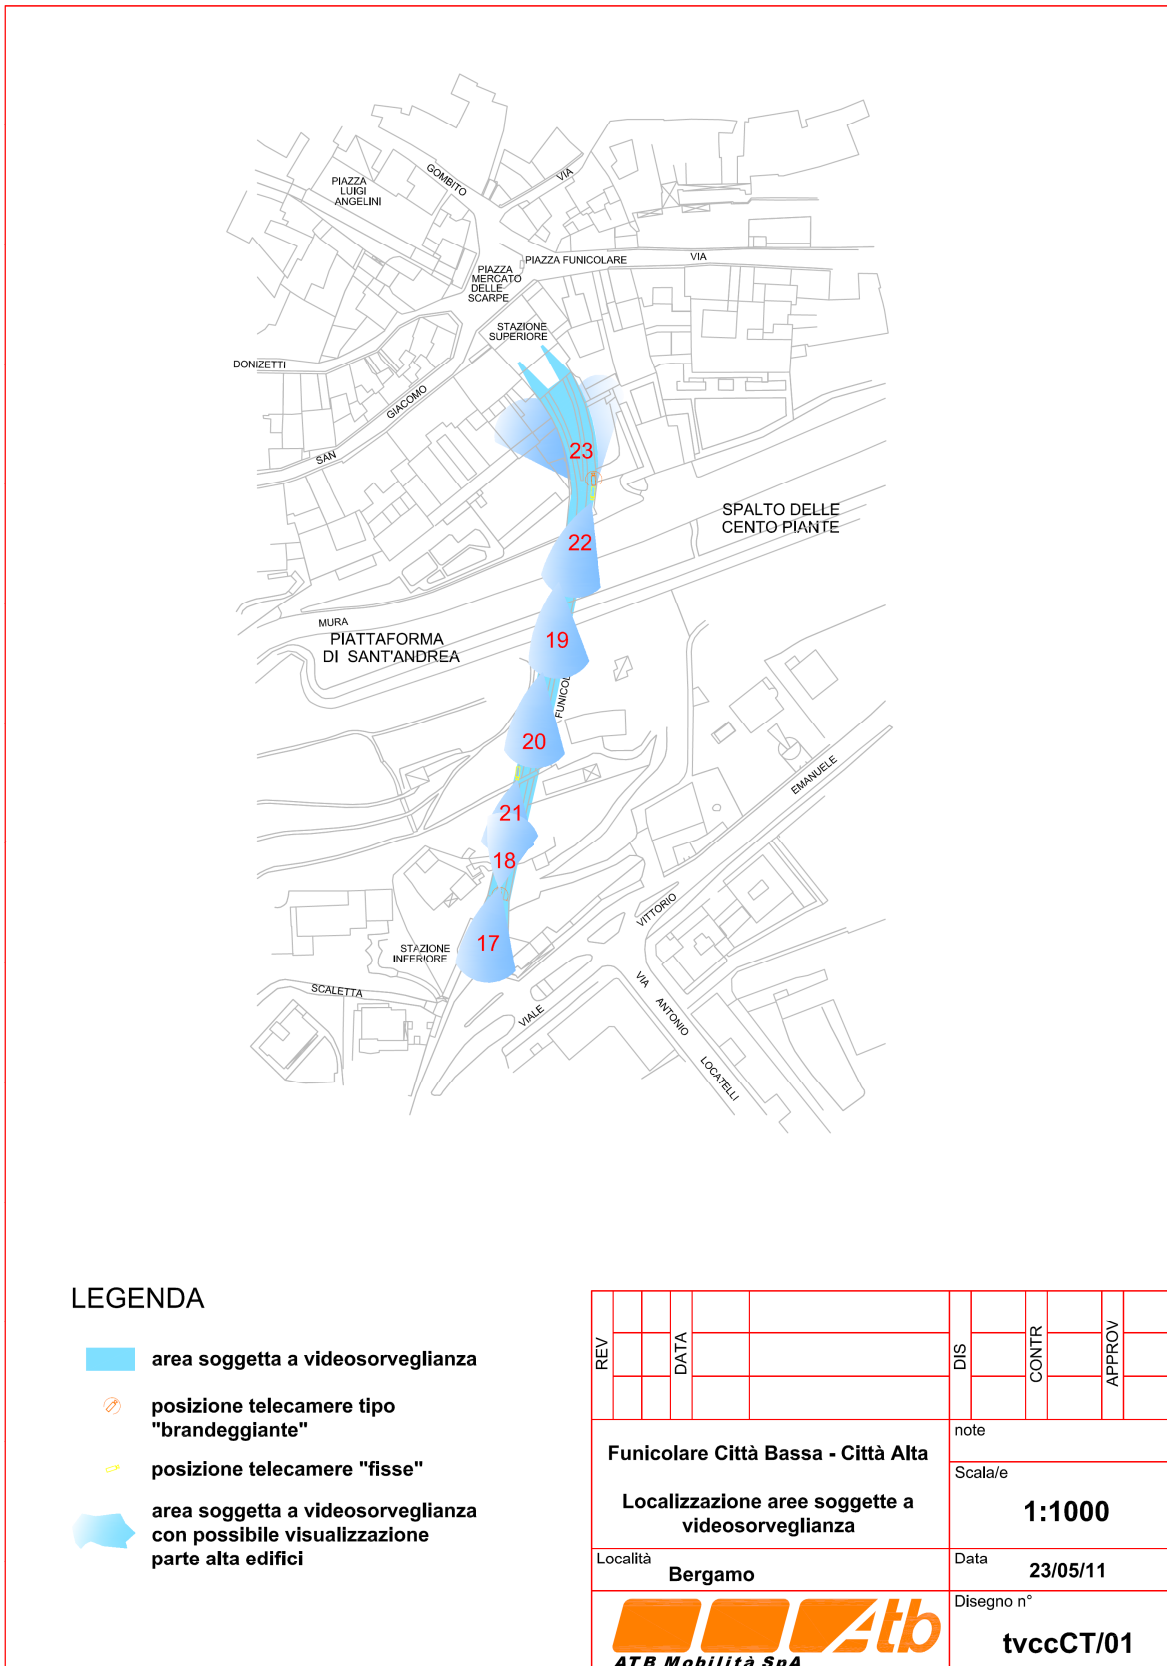 GOMBITO
VIA
PIAZZA
LUIGI
ANGELINI
PIAZZA FUNICOLARE
VIA
PIAZZA
MERCATO
DELLE
SCARPE
STAZIONE
SUPERIORE
DONIZETTI
GIACOMO
SAN
23
SPALTO DELLE
CENTO PIANTE
22
MURA
PIATTAFORMA
DI SANT'ANDREA
19
FUNICOL
20
EMANUELE
21
18
VITTORIO
17
STAZIONE
INFERIORE
SCALETTA
VIA
ANTONIO
LOCATELLI
VIALE
LEGENDA
area soggetta a videosorveglianza
posizione telecamere tipo
"brandeggiante"
posizione telecamere "fisse"
area soggetta a videosorveglianza
con possibile visualizzazione
parte alta edifici
REV
DATA
DIS
CONTR
APPROV
Funicolare Città Bassa - Città Alta
Localizzazione aree soggette a
videosorveglianza
note
Scala/e
1:1000
Località
Bergamo
Data
23/05/11
Disegno n°
tvccCT/01
Atb
ATB Mobilità SpA